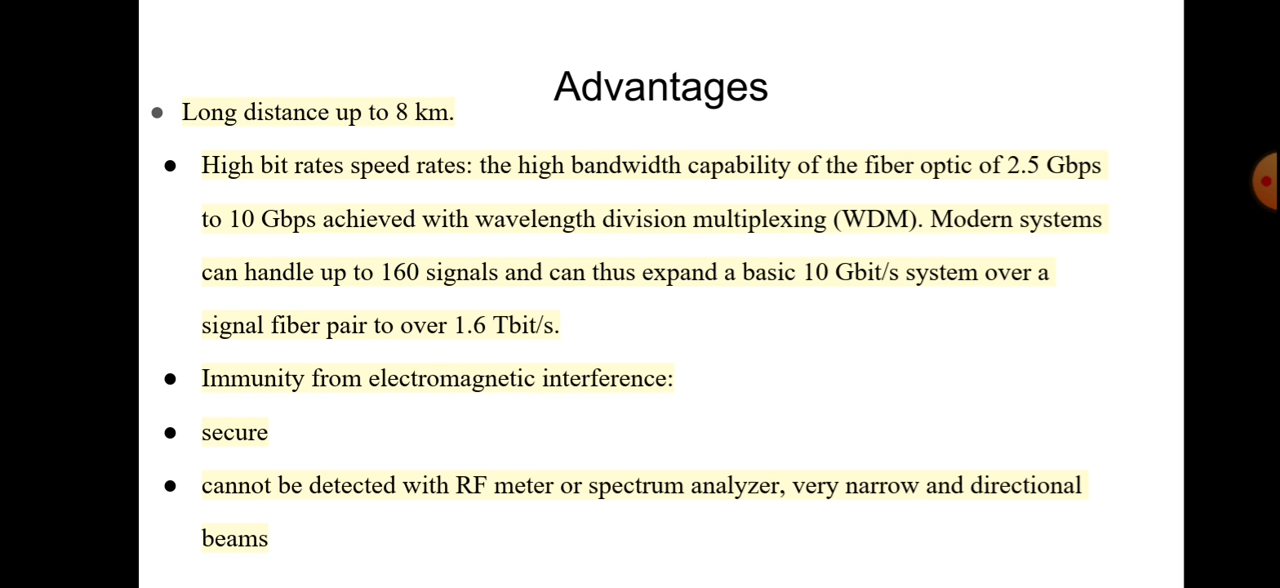 Advantages
● Long distance up to 8 km.
● High bit rates speed rates: the high bandwidth capability of the fiber optic of 2.5 Gbps
to 10 Gbps achieved with wavelength division multiplexing (WDM). Modern systems
can handle up to 160 signals and can thus expand a basic 10 Gbit/s system over a
signal fiber pair to over 1.6 Tbit/s.
● Immunity from electromagnetic interference:
● secure
● cannot be detected with RF meter or spectrum analyzer, very narrow and directional
beams